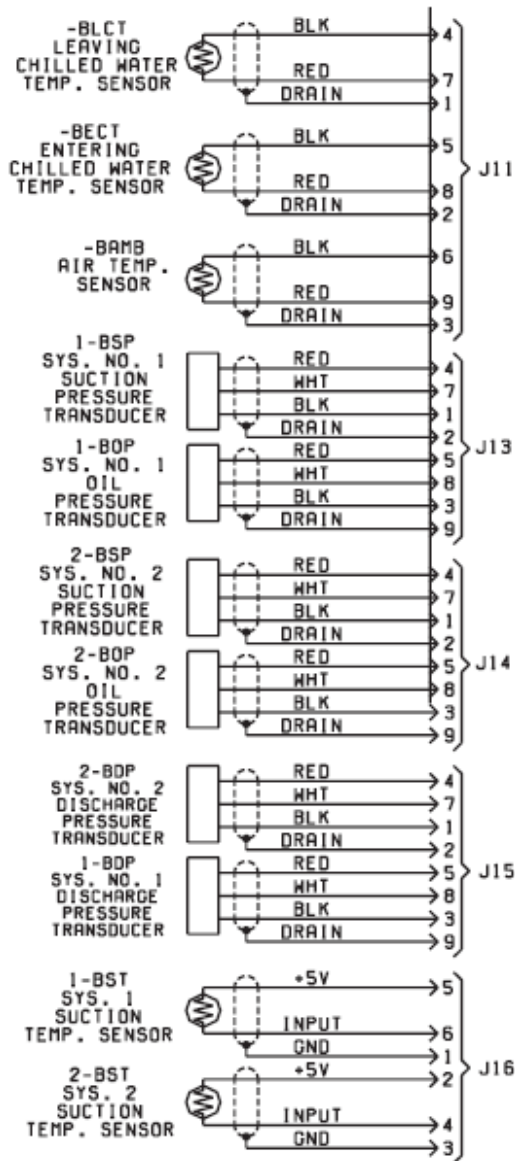 -BLCT
LEAVING
CHILLED WATER
TEMP. SENSOR
BLK 4
RED 7
DRAIN 1
-BECT
ENTERING
CHILLED WATER
TEMP. SENSOR
BLK 5
RED 8
DRAIN 2
J11
-BAMB
AIR TEMP.
SENSOR
BLK 6
RED 9
DRAIN 3
1-BSP
SYS. NO. 1
SUCTION
PRESSURE
TRANSDUCER
RED 4
WHT 7
BLK 1
DRAIN 2
J13
1-BOP
SYS. NO. 1
OIL
PRESSURE
TRANSDUCER
RED 5
WHT 8
BLK 3
DRAIN 9
2-BSP
SYS. NO. 2
SUCTION
PRESSURE
TRANSDUCER
RED 4
WHT 7
BLK 1
DRAIN 2
J14
2-BOP
SYS. NO. 2
OIL
PRESSURE
TRANSDUCER
RED 5
WHT 8
BLK 3
DRAIN 9
2-BDP
SYS. NO. 2
DISCHARGE
PRESSURE
TRANSDUCER
RED 4
WHT 7
BLK 1
DRAIN 2
J15
1-BDP
SYS. NO. 1
DISCHARGE
PRESSURE
TRANSDUCER
RED 5
WHT 8
BLK 3
DRAIN 9
1-BST
SYS. 1
SUCTION
TEMP. SENSOR
+5V 5
INPUT 6
GND 1
J16
2-BST
SYS. 2
SUCTION
TEMP. SENSOR
+5V 2
INPUT 4
GND 3